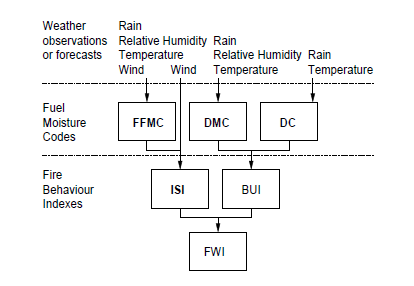 Weather Rain
observations Relative Humidity Rain
or forecasts Temperature Relative Humidity Rain
Wind Wind Temperature Temperature
Fuel
Moisture
Codes
FFMC DMC DC
Fire
Behaviour
Indexes
ISI BUI
FWI